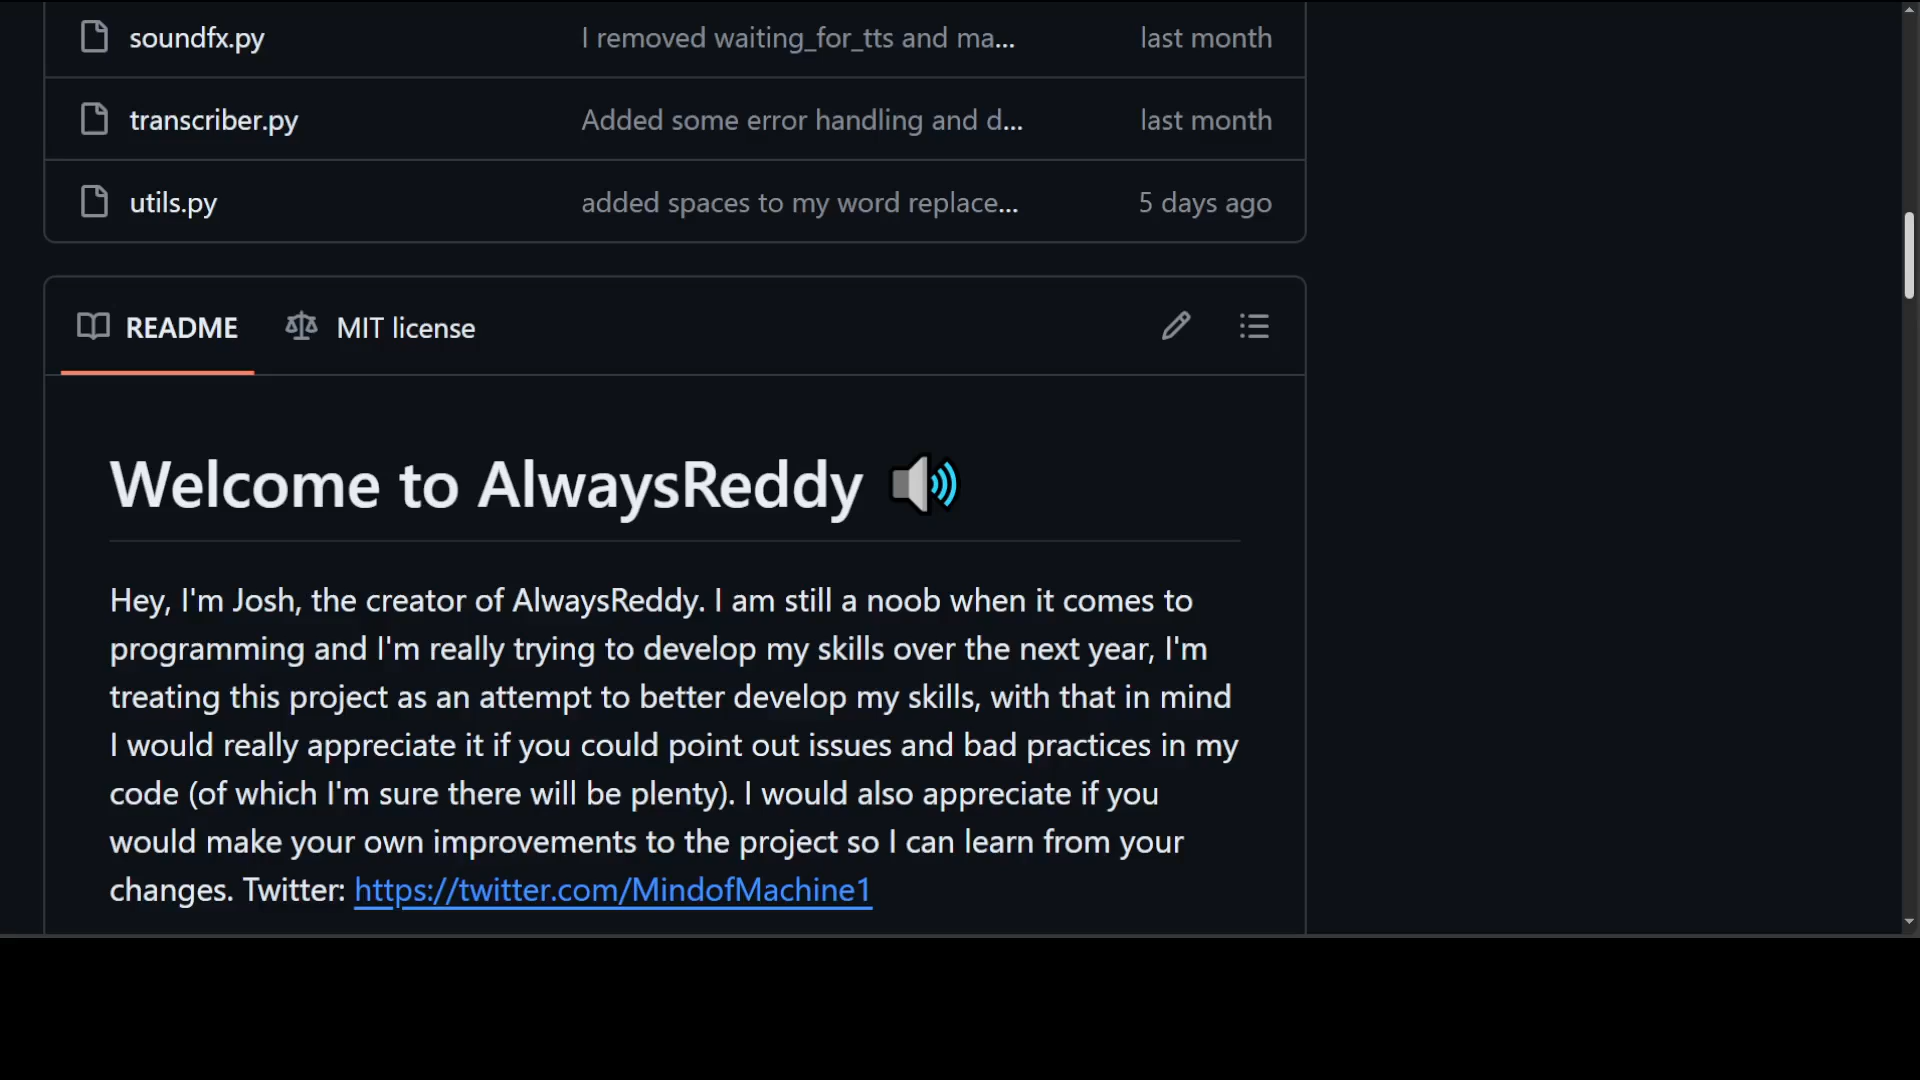 soundfx.py I removed waiting_for_tts and ma... last month
transcriber.py Added some error handling and d... last month
utils.py added spaces to my word replace... 5 days ago
README MIT license
Welcome to AlwaysReddy 🔊
Hey, I'm Josh, the creator of AlwaysReddy. I am still a noob when it comes to
programming and I'm really trying to develop my skills over the next year, I'm
treating this project as an attempt to better develop my skills, with that in mind
I would really appreciate it if you could point out issues and bad practices in my
code (of which I'm sure there will be plenty). I would also appreciate if you
would make your own improvements to the project so I can learn from your
changes. Twitter: https://twitter.com/MindofMachine1